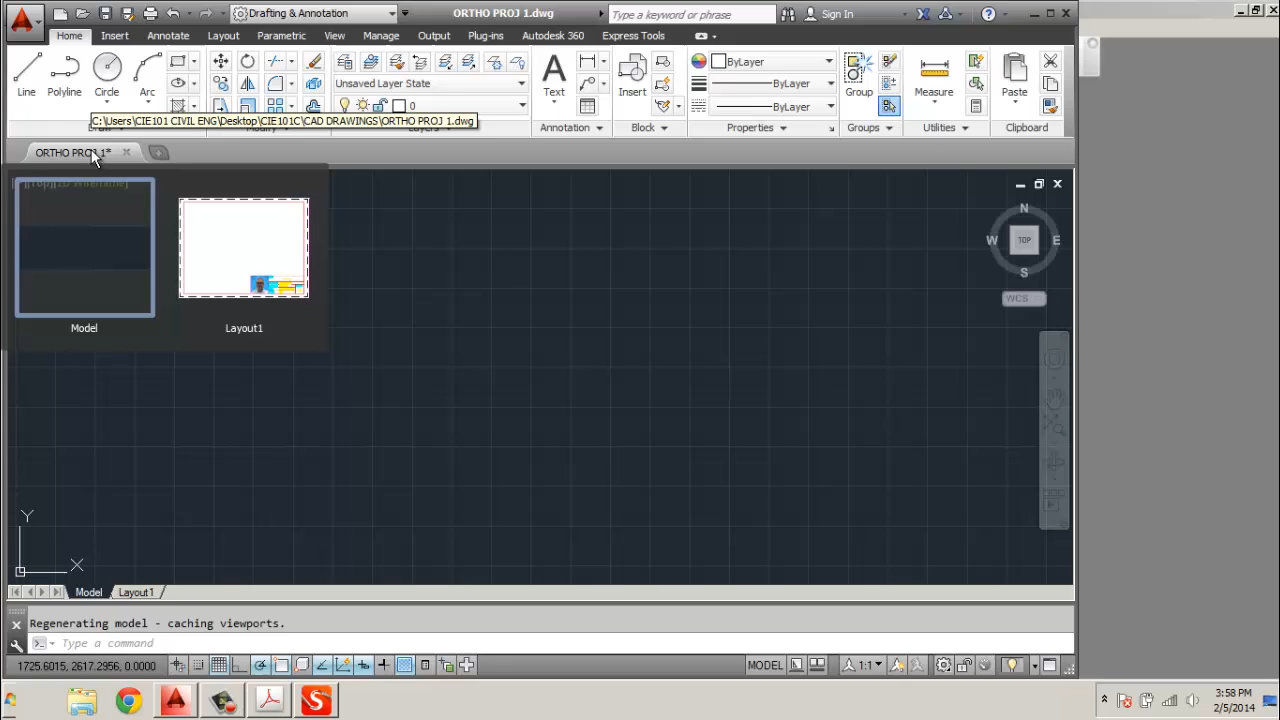 Drafting & Annotation
ORTHO PROJ 1.dwg
Type a keyword or phrase
Sign In
Home Insert Annotate Layout Parametric View Manage Output Plug-ins Autodesk 360 Express Tools
Unsaved Layer State
ByLayer
ByLayer
ByLayer
0
Line Polyline Circle Arc
Text
Insert
Group
Measure
Paste
C:\Users\CIE101 CIVIL ENG\Desktop\CIE101C\CAD DRAWINGS\ORTHO PROJ 1.dwg
Annotation Block Properties Groups Utilities Clipboard
ORTHO PROJ 1*
Model
Layout1
N
W TOP E
S
WCS
Y
X
Model Layout1
Regenerating model - caching viewports.
Type a command
1725.6015, 2617.2956, 0.0000
MODEL
1:1
3:58 PM
2/5/2014